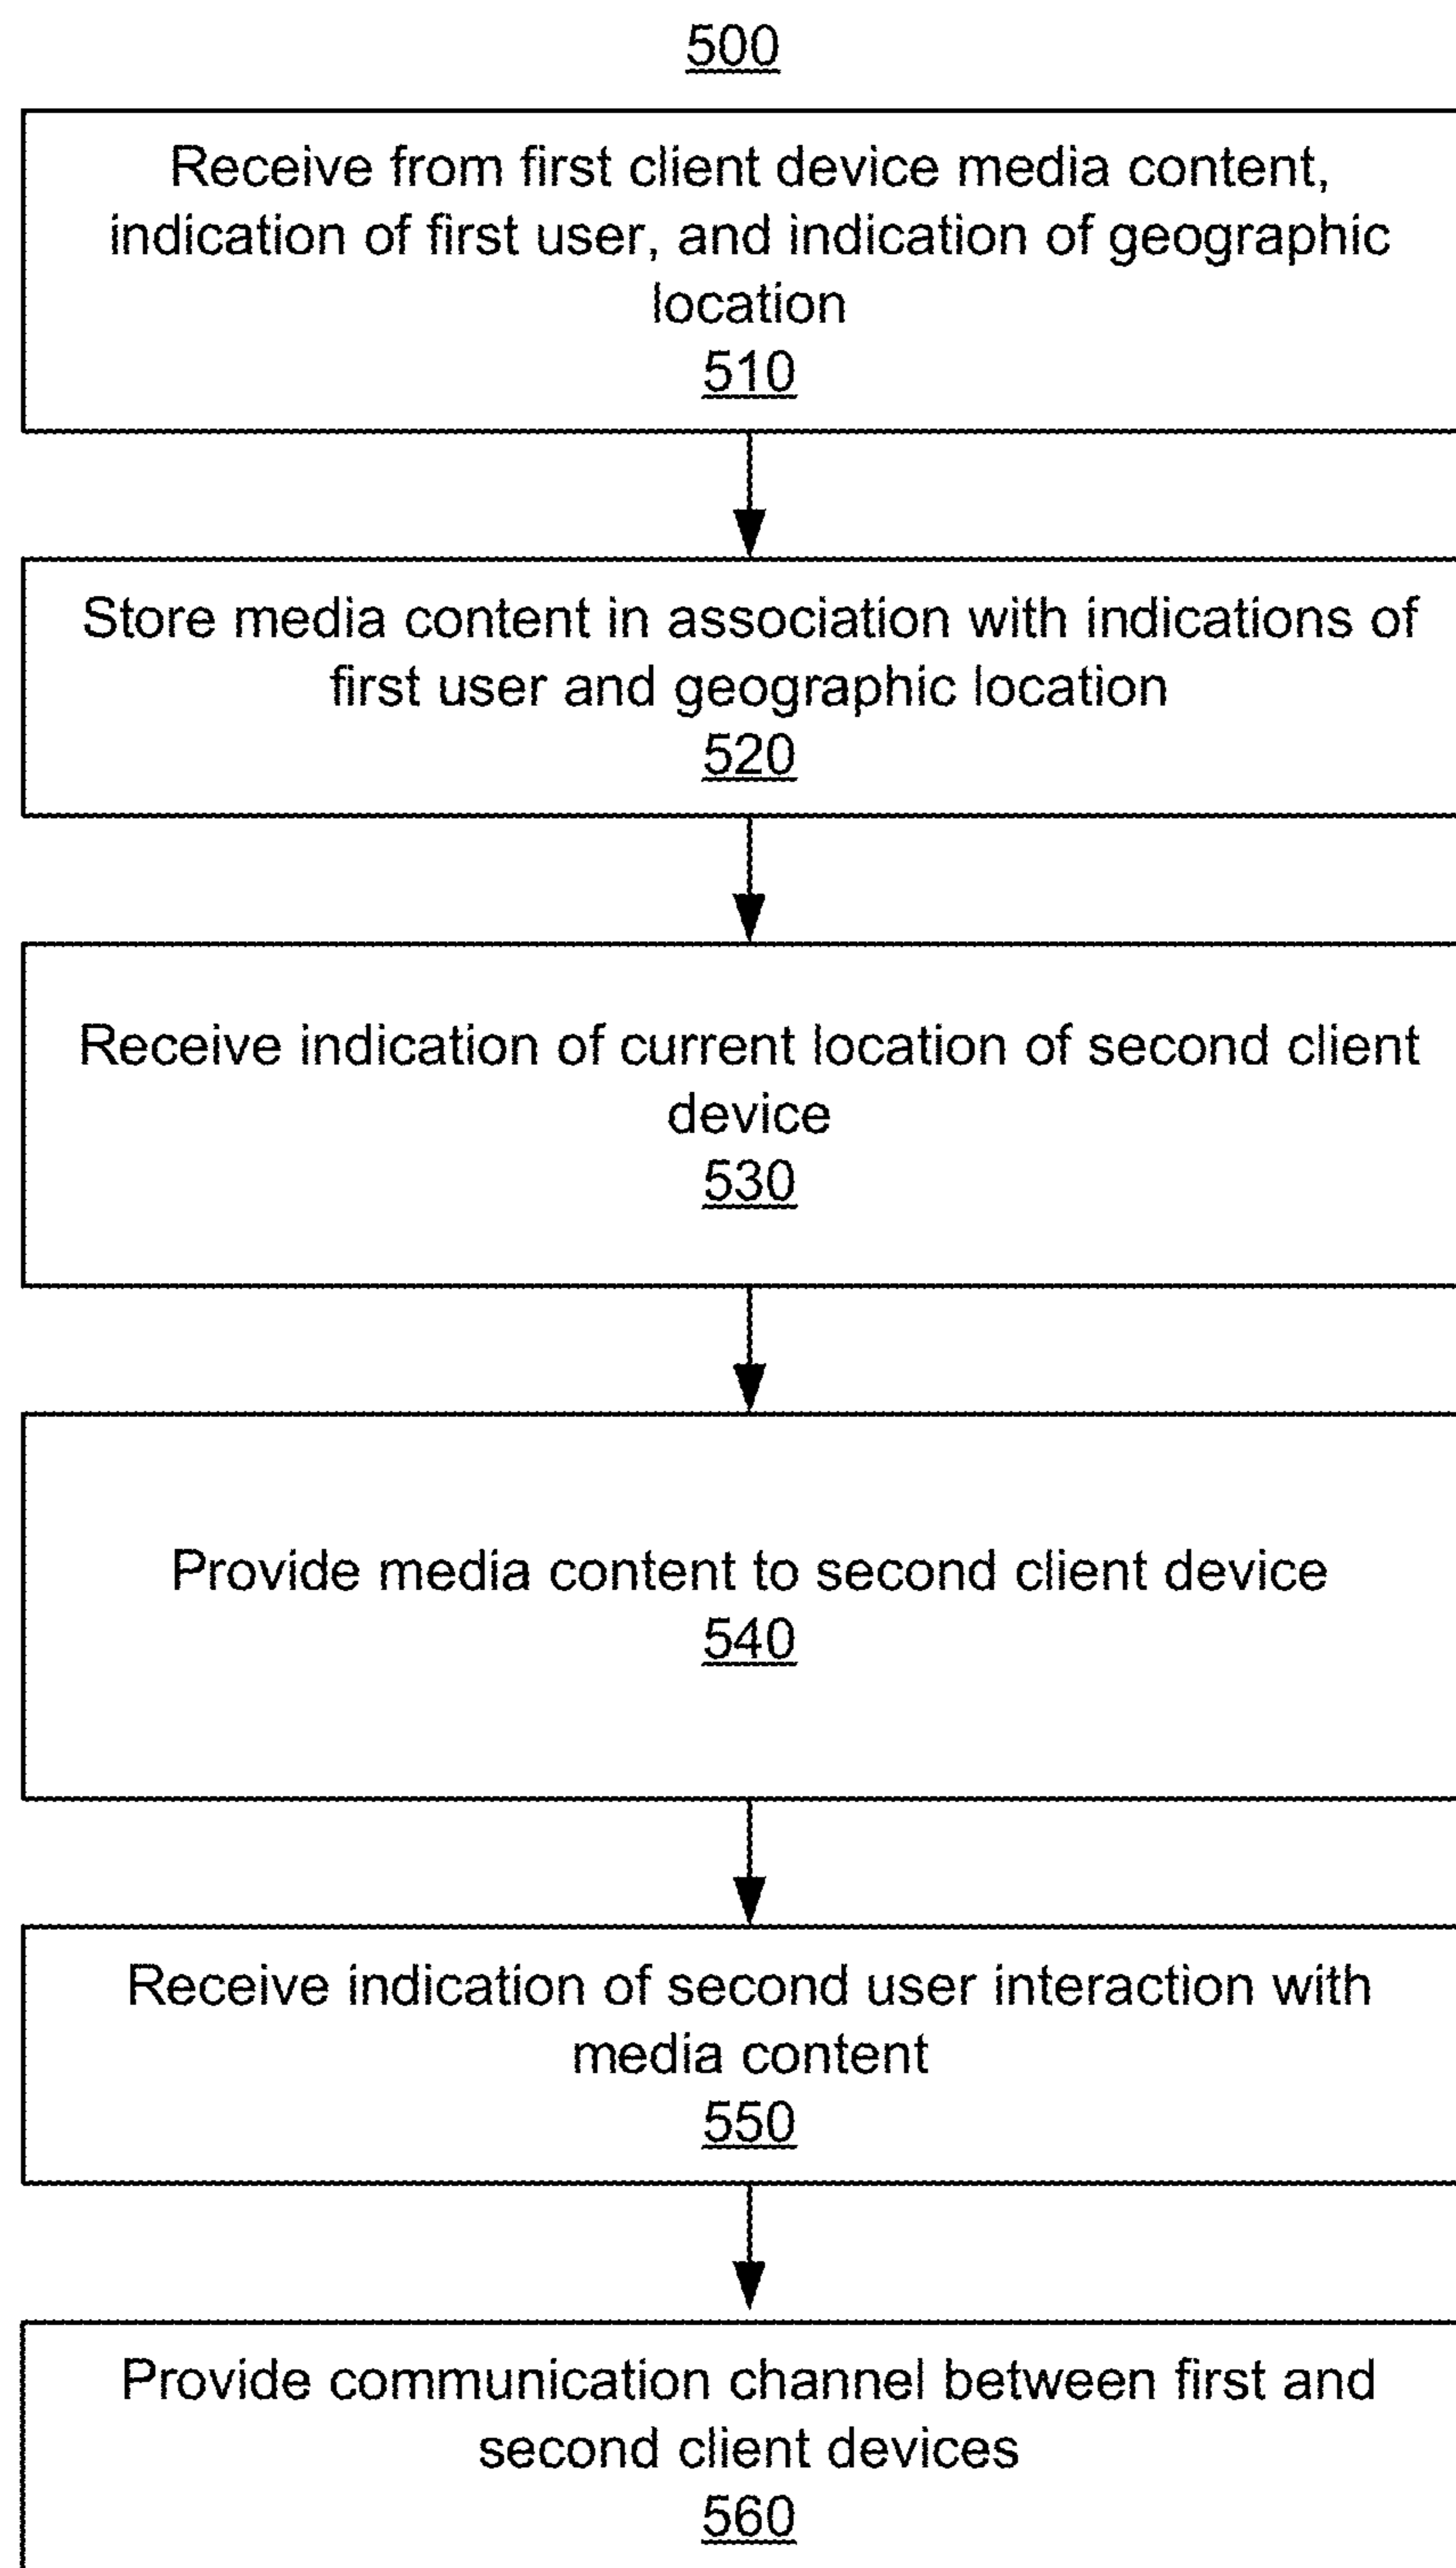 500
Receive from first client device media content,
indication of first user, and indication of geographic
location
510
Store media content in association with indications of
first user and geographic location
520
Receive indication of current location of second client
device
530
Provide media content to second client device
540
Receive indication of second user interaction with
media content
550
Provide communication channel between first and
second client devices
560